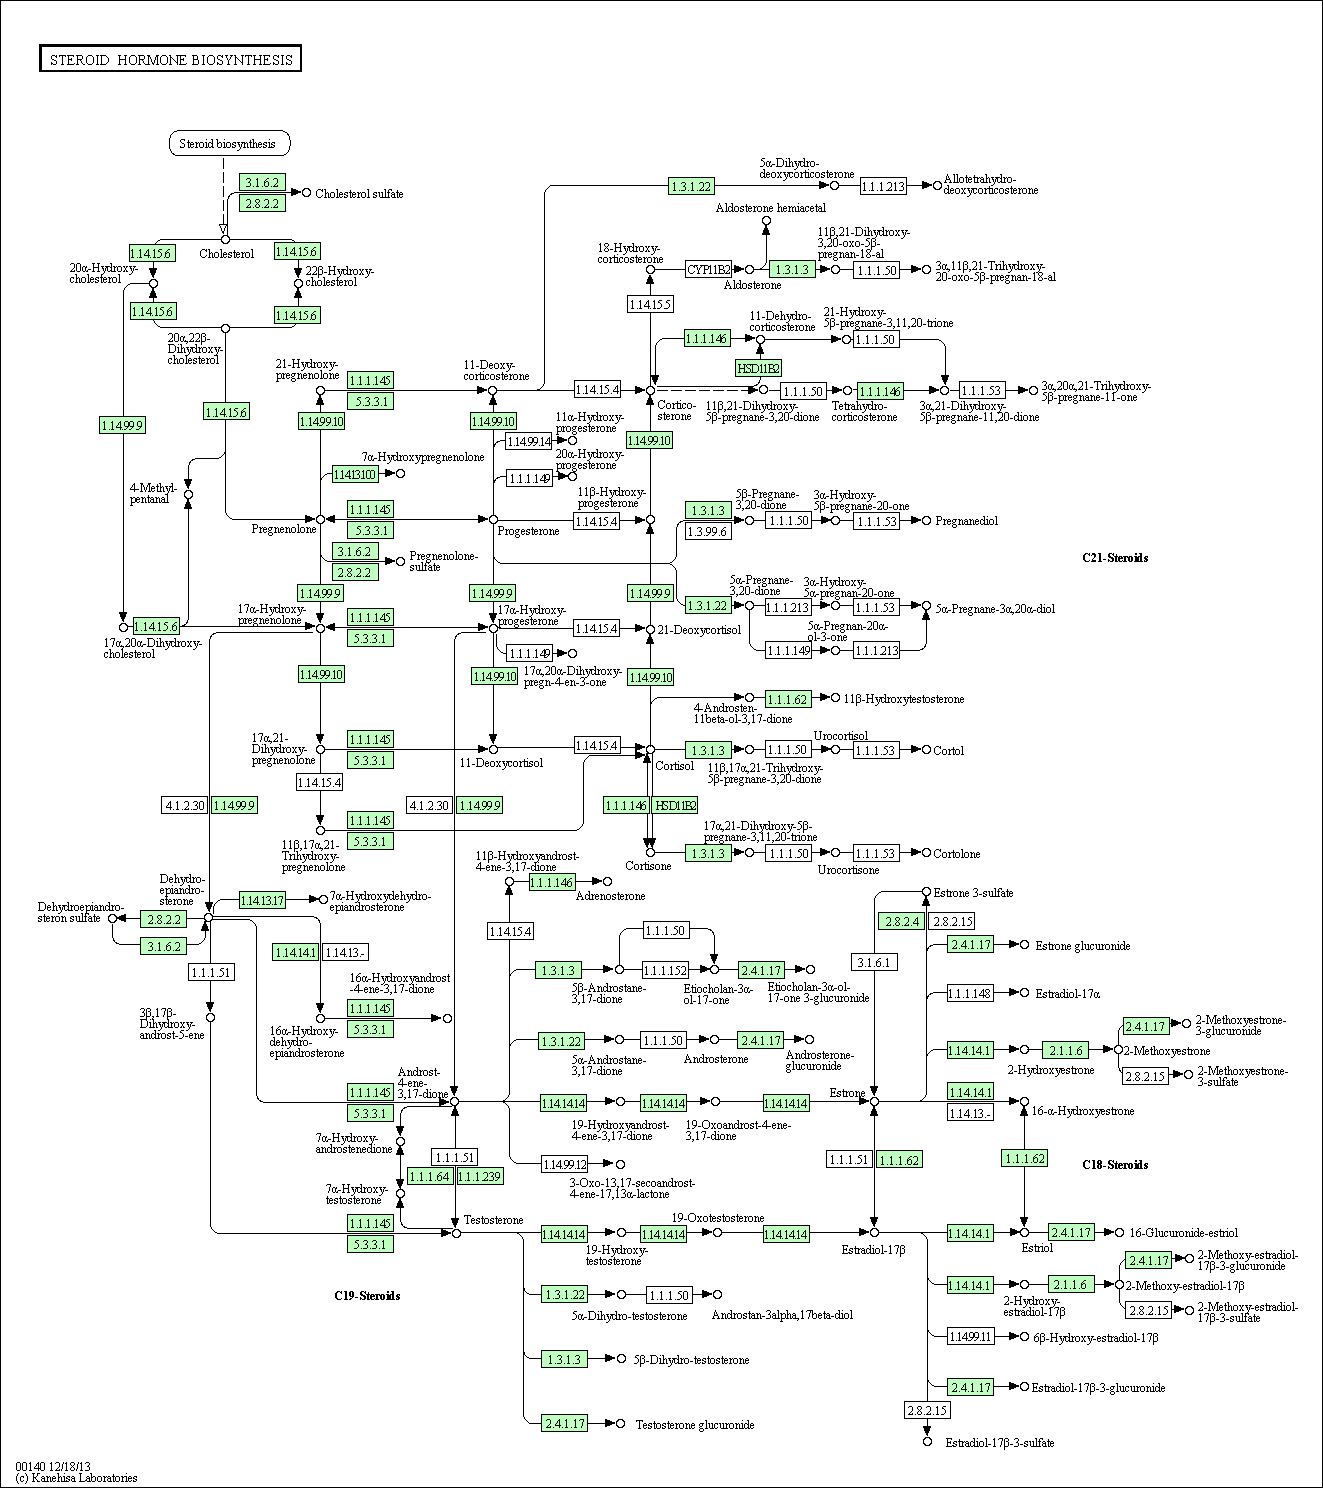 STEROID HORMONE BIOSYNTHESIS
Steroid biosynthesis
3.1.6.2
2.8.2.2
Cholesterol sulfate
Cholesterol
1.14.15.6
1.14.15.6
20α-Hydroxy-
cholesterol
22β-Hydroxy-
cholesterol
1.14.15.6
1.14.15.6
20α,22β-
Dihydroxy-
cholesterol
1.14.99.9
1.14.15.6
4-Methyl-
pentanal
1.14.15.6
17α,20α-Dihydroxy-
cholesterol
5α-Dihydro-
deoxycorticosterone
1.3.1.22
1.1.1.213
Allotetrahydro-
deoxycorticosterone
Aldosterone hemiacetal
18-Hydroxy-
corticosterone
CYP11B2
Aldosterone
1.3.1.3
11β,21-Dihydroxy-
3,20-oxo-5β-
pregnan-18-al
1.1.1.50
3α,11β,21-Trihydroxy-
20-oxo-5β-pregnan-18-al
1.14.15.5
1.1.1.146
11-Dehydro-
corticosterone
21-Hydroxy-
5β-pregnane-3,11,20-trione
1.1.1.50
HSD11B2
21-Hydroxy-
pregnenolone
1.1.1.145
5.3.3.1
11-Deoxy-
corticosterone
1.14.15.4
Cortico-
sterone
11β,21-Dihydroxy-
5β-pregnane-3,20-dione
1.1.1.50
Tetrahydro-
corticosterone
1.1.1.146
3α,21-Dihydroxy-
5β-pregnane-11,20-dione
1.1.1.53
3α,20α,21-Trihydroxy-
5β-pregnane-11-one
1.14.99.10
1.14.99.10
1.14.99.10
11α-Hydroxy-
progesterone
1.14.99.14
20α-Hydroxy-
progesterone
1.1.1.149
7α-Hydroxypregnenolone
1.14.13.100
11β-Hydroxy-
progesterone
Pregnenolone
1.1.1.145
5.3.3.1
Progesterone
1.14.15.4
3.1.6.2
2.8.2.2
Pregnenolone-
sulfate
1.3.1.3
1.3.99.6
5β-Pregnane-
3,20-dione
1.1.1.50
3α-Hydroxy-
5β-pregnane-20-one
1.1.1.53
Pregnanediol
C21-Steroids
1.14.99.9
1.14.99.9
1.14.99.9
1.3.1.22
5α-Pregnane-
3,20-dione
1.1.1.213
3α-Hydroxy-
5α-pregnan-20-one
1.1.1.53
5α-Pregnane-3α,20α-diol
5α-Pregnan-20α-
ol-3-one
1.1.1.149
1.1.1.213
17α-Hydroxy-
pregnenolone
1.1.1.145
5.3.3.1
17α-Hydroxy-
progesterone
1.14.15.4
21-Deoxycortisol
1.1.1.149
17α,20α-Dihydroxy-
pregn-4-en-3-one
1.14.99.10
1.14.99.10
1.14.99.10
4-Androsten-
11beta-ol-3,17-dione
1.1.1.62
11β-Hydroxytestosterone
17α,21-
Dihydroxy-
pregnenolone
1.1.1.145
5.3.3.1
11-Deoxycortisol
1.14.15.4
Cortisol
1.3.1.3
11β,17α,21-Trihydroxy-
5β-pregnane-3,20-dione
1.1.1.50
Urocortisol
1.1.1.53
Cortol
1.14.15.4
4.1.2.30
1.14.99.9
4.1.2.30
1.14.99.9
1.1.1.146
HSD11B2
1.1.1.145
5.3.3.1
11β,17α,21-
Trihydroxy-
pregnenolone
17α,21-Dihydroxy-5β-
pregnane-3,11,20-trione
Cortisone
1.3.1.3
1.1.1.50
Urocortisone
1.1.1.53
Cortolone
11β-Hydroxyandrost-
4-ene-3,17-dione
1.1.1.146
Adrenosterone
Dehydro-
epiandro-
sterone
Dehydroepiandro-
steron sulfate
2.8.2.2
3.1.6.2
1.14.13.17
7α-Hydroxydehydro-
epiandrosterone
1.14.14.1
1.14.13.-
1.1.1.51
3β,17β-
Dihydroxy-
androst-5-ene
16α-Hydroxyandrost
-4-ene-3,17-dione
1.1.1.145
5.3.3.1
16α-Hydroxy-
dehydro-
epiandrosterone
1.14.15.4
1.1.1.50
1.3.1.3
5β-Androstane-
3,17-dione
1.1.1.152
Etiocholan-3α-
ol-17-one
2.4.1.17
Etiocholan-3α-ol-
17-one 3-glucuronide
1.3.1.22
5α-Androstane-
3,17-dione
1.1.1.50
Androsterone
2.4.1.17
Androsterone-
glucuronide
Androst-
4-ene-
3,17-dione
1.1.1.145
5.3.3.1
1.14.14.14
19-Hydroxyandrost-
4-ene-3,17-dione
1.14.14.14
19-Oxoandrost-4-ene-
3,17-dione
1.14.14.14
Estrone
1.14.99.12
3-Oxo-13,17-secoandrost-
4-ene-17,13α-lactone
7α-Hydroxy-
androstenedione
1.1.1.51
1.1.1.64
1.1.1.239
7α-Hydroxy-
testosterone
1.1.1.145
5.3.3.1
Testosterone
1.14.14.14
19-Hydroxy-
testosterone
1.14.14.14
19-Oxotestosterone
1.14.14.14
Estradiol-17β
1.3.1.22
5α-Dihydro-testosterone
1.1.1.50
Androstan-3alpha,17beta-diol
1.3.1.3
5β-Dihydro-testosterone
2.4.1.17
Testosterone glucuronide
C19-Steroids
Estrone 3-sulfate
2.8.2.4
2.8.2.15
3.1.6.1
2.4.1.17
Estrone glucuronide
1.1.1.148
Estradiol-17α
1.14.14.1
2-Hydroxyestrone
2.1.1.6
2-Methoxyestrone
2.4.1.17
2-Methoxyestrone-
3-glucuronide
2.8.2.15
2-Methoxyestrone-
3-sulfate
1.14.14.1
1.14.13.-
16-α-Hydroxyestrone
1.1.1.51
1.1.1.62
1.1.1.62
C18-Steroids
1.14.14.1
Estriol
2.4.1.17
16-Glucuronide-estriol
1.14.14.1
2-Hydroxy-
estradiol-17β
2.1.1.6
2-Methoxy-estradiol-17β
2.4.1.17
2-Methoxy-estradiol-
17β-3-glucuronide
2.8.2.15
2-Methoxy-estradiol-
17β-3-sulfate
1.14.99.11
6β-Hydroxy-estradiol-17β
2.4.1.17
Estradiol-17β-3-glucuronide
2.8.2.15
Estradiol-17β-3-sulfate
00140 12/18/13
(c) Kanehisa Laboratories